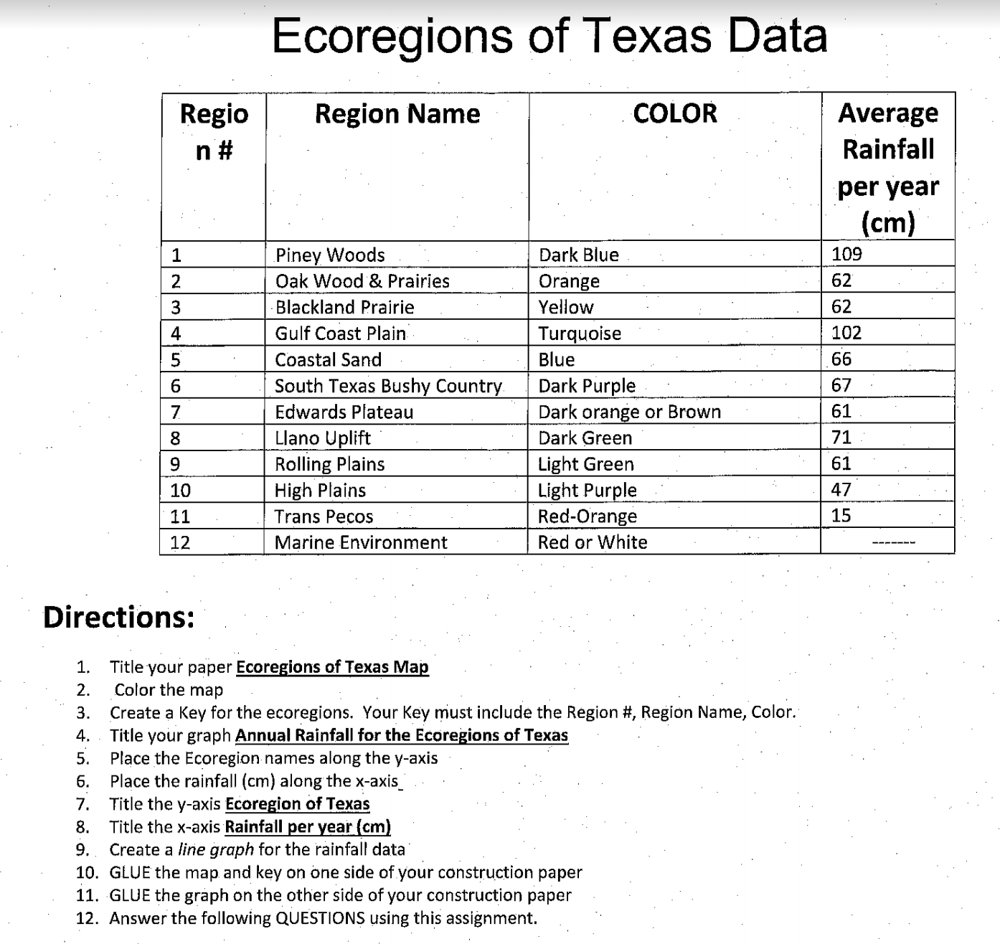 Ecoregions of Texas Data
Regio
n #
Region Name
COLOR
Average
Rainfall
per year
(cm)
1 Piney Woods Dark Blue 109
2 Oak Wood & Prairies Orange 62
3 Blackland Prairie Yellow 62
4 Gulf Coast Plain Turquoise 102
5 Coastal Sand Blue 66
6 South Texas Bushy Country Dark Purple 67
7 Edwards Plateau Dark orange or Brown 61
8 Llano Uplift Dark Green 71
9 Rolling Plains Light Green 61
10 High Plains Light Purple 47
11 Trans Pecos Red-Orange 15
12 Marine Environment Red or White -------
Directions:
1. Title your paper Ecoregions of Texas Map
2. Color the map
3. Create a Key for the ecoregions. Your Key must include the Region #, Region Name, Color.
4. Title your graph Annual Rainfall for the Ecoregions of Texas
5. Place the Ecoregion names along the y-axis
6. Place the rainfall (cm) along the x-axis_
7. Title the y-axis Ecoregion of Texas
8. Title the x-axis Rainfall per year (cm)
9. Create a line graph for the rainfall data
10. GLUE the map and key on one side of your construction paper
11. GLUE the graph on the other side of your construction paper
12. Answer the following QUESTIONS using this assignment.